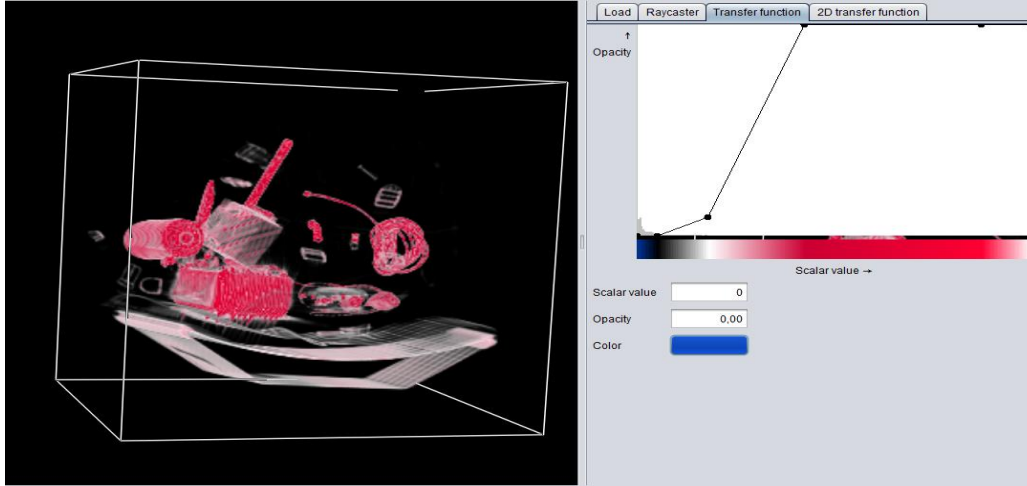 Load Raycaster Transfer function 2D transfer function
↑
Opacity
Scalar value →
Scalar value 0
Opacity 0,00
Color